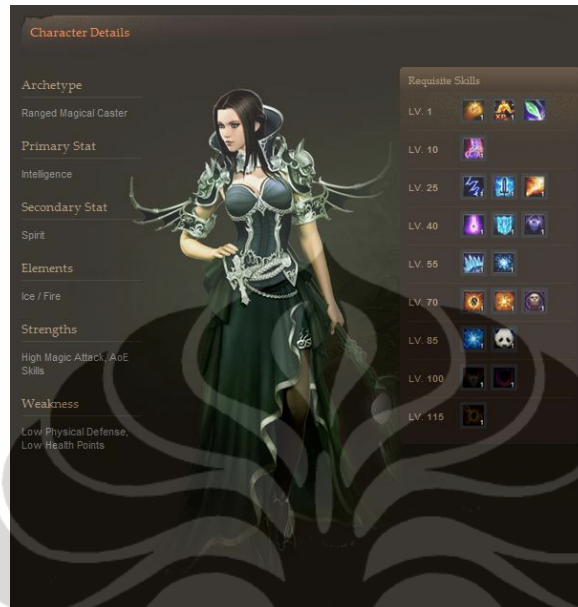 Character Details
Archetype
Ranged Magical Caster
Primary Stat
Intelligence
Secondary Stat
Spirit
Elements
Ice / Fire
Strengths
High Magic Attack, AoE
Skills
Weakness
Low Physical Defense,
Low Health Points
Requisite Skills
LV. 1
LV. 10
LV. 25
LV. 40
LV. 55
LV. 70
LV. 85
LV. 100
LV. 115